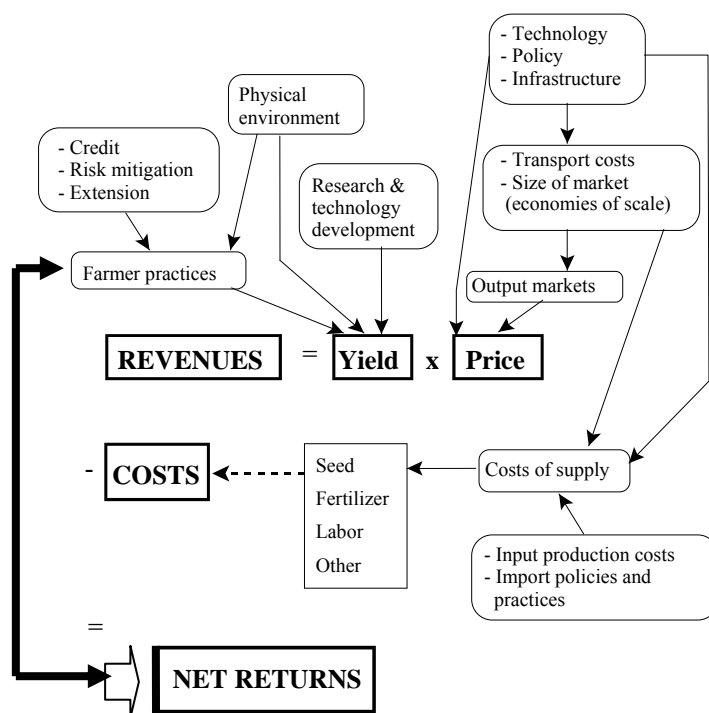 - Technology
- Policy
- Infrastructure
Physical
environment
- Credit
- Risk mitigation
- Extension
- Transport costs
- Size of market
(economies of scale)
Research &
technology
development
Farmer practices
Output markets
REVENUES = Yield x Price
- COSTS
Seed
Fertilizer
Labor
Other
Costs of supply
- Input production costs
- Import policies and
practices
=
NET RETURNS